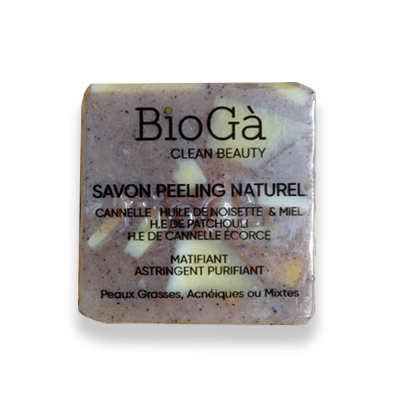 BioGà
CLEAN BEAUTY
SAVON PEELING NATUREL
CANNELLE HUILE DE NOISETTE & MIEL
H.E DE PATCHOULI
H.E DE CANNELLE ÉCORCE
MATIFIANT
ASTRINGENT PURIFIANT
Peaux Grasses, Acnéiques ou Mixtes